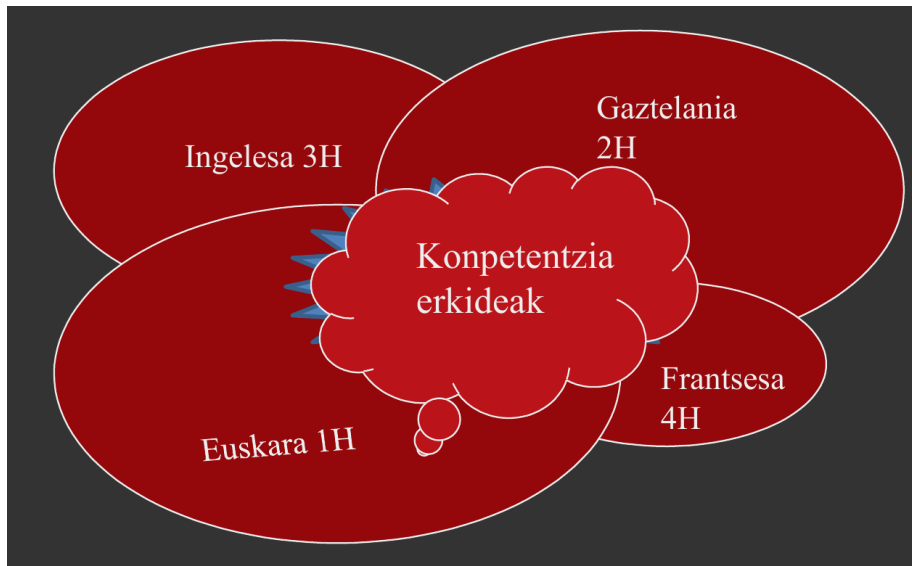 Ingelesa 3H
Gaztelania
2H
Konpetentzia
erkideak
Frantsesa
4H
Euskara 1H